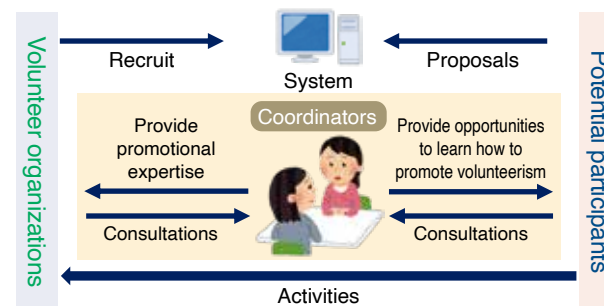 Volunteer organizations
Recruit
System
Proposals
Potential participants
Coordinators
Provide
promotional
expertise
Provide opportunities
to learn how to
promote volunteerism
Consultations
Consultations
Activities